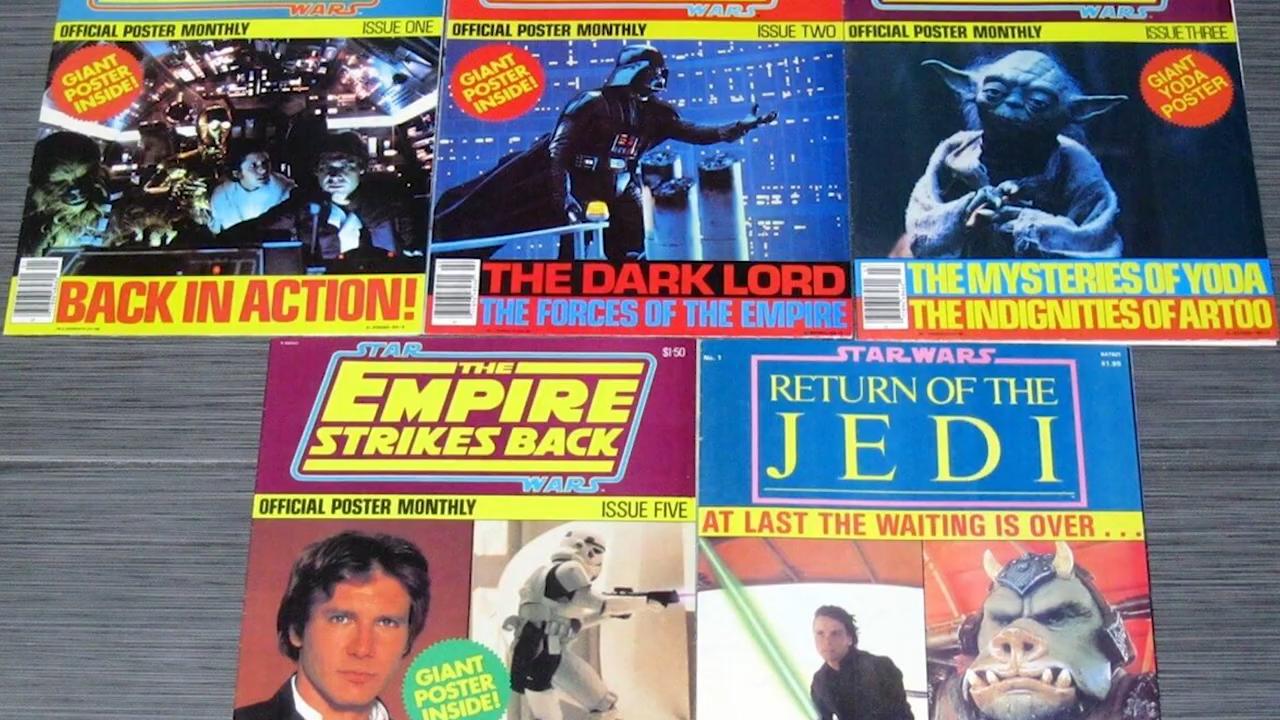 WARS
OFFICIAL POSTER MONTHLY ISSUE ONE
GIANT
POSTER
INSIDE!
BACK IN ACTION!
WARS
OFFICIAL POSTER MONTHLY ISSUE TWO
GIANT
POSTER
INSIDE!
THE DARK LORD
THE FORCES OF THE EMPIRE
WARS
OFFICIAL POSTER MONTHLY ISSUE THREE
GIANT
YODA
POSTER
THE MYSTERIES OF YODA
THE INDIGNITIES OF ARTOO
STAR
$1·50
THE
EMPIRE
STRIKES BACK
WARS
OFFICIAL POSTER MONTHLY ISSUE FIVE
GIANT
POSTER
INSIDE!
No. 1
STAR WARS
RETURN OF THE
JEDI
AT LAST THE WAITING IS OVER...